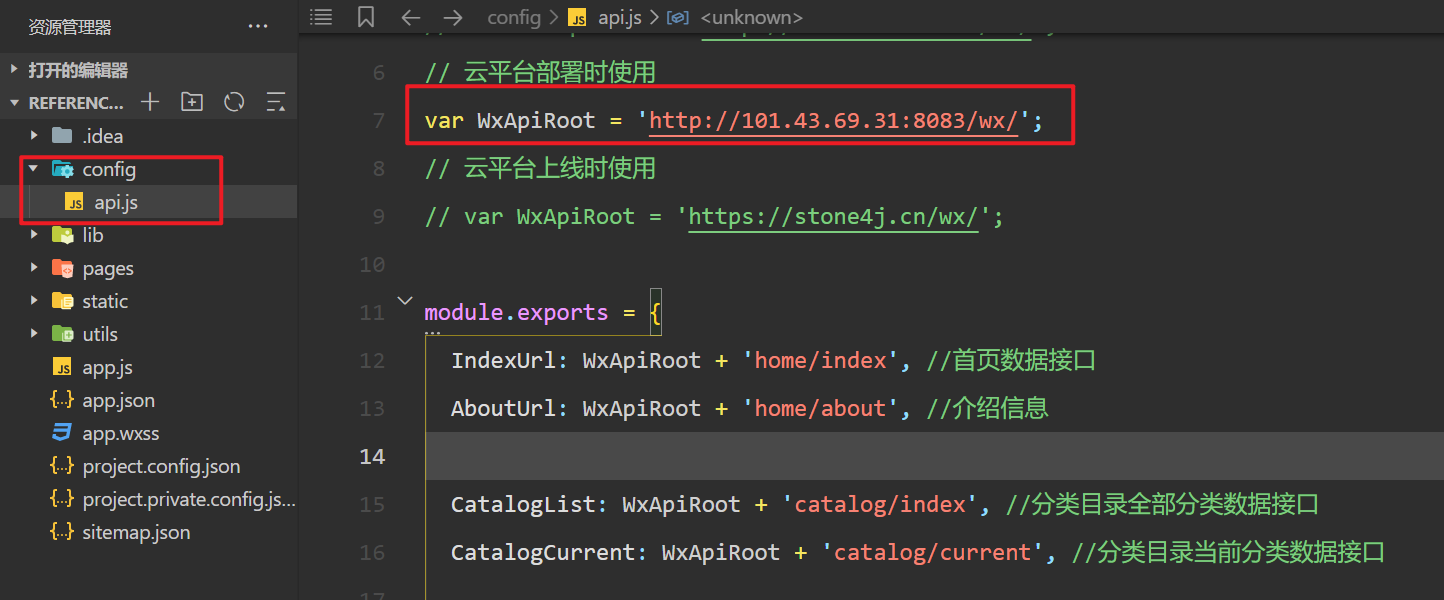 资源管理器
···
打开的编辑器
REFERENC...
.idea
config
JS api.js
lib
pages
static
utils
JS app.js
{..} app.json
app.wxss
{..} project.config.json
{..} project.private.config.js...
{..} sitemap.json
config > JS api.js > <unknown>
6 // 云平台部署时使用
7 var WxApiRoot = 'http://101.43.69.31:8083/wx/';
8 // 云平台上线时使用
9 // var WxApiRoot = 'https://stone4j.cn/wx/';
10
11 module.exports = {
12 IndexUrl: WxApiRoot + 'home/index', //首页数据接口
13 AboutUrl: WxApiRoot + 'home/about', //介绍信息
14
15 CatalogList: WxApiRoot + 'catalog/index', //分类目录全部分类数据接口
16 CatalogCurrent: WxApiRoot + 'catalog/current', //分类目录当前分类数据接口
17